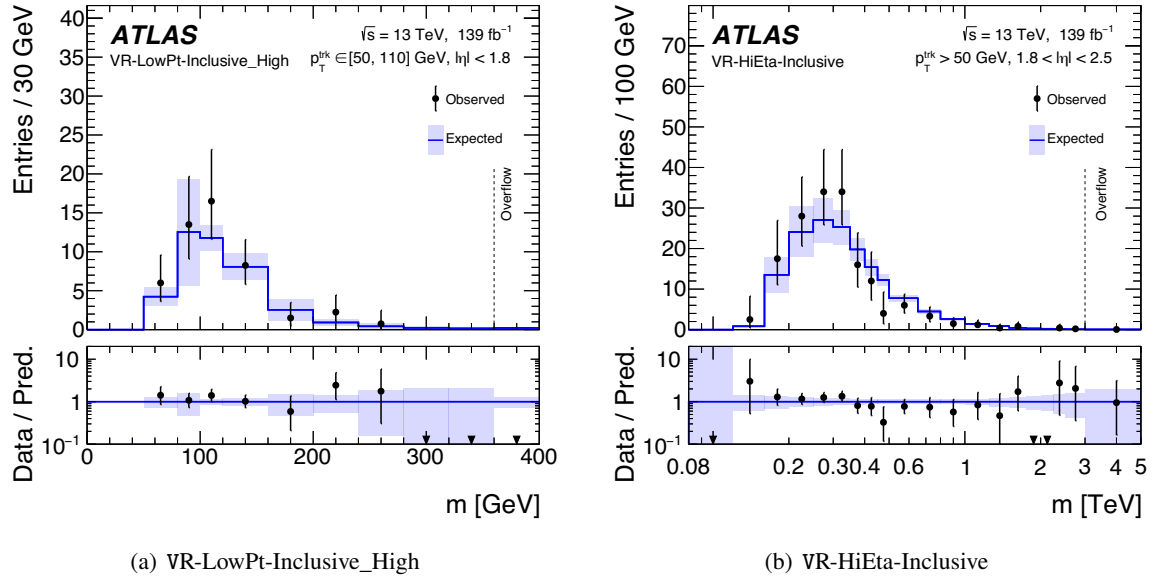 Entries / 30 GeV
40
35
30
25
20
15
10
5
0
ATLAS
VR-LowPt-Inclusive_High
√s = 13 TeV, 139 fb⁻¹
p_T^trk ∈[50, 110] GeV, |η| < 1.8
Observed
Expected
Overflow
Data / Pred.
10
1
10⁻¹
0 100 200 300 400
m [GeV]
(a) VR-LowPt-Inclusive_High
Entries / 100 GeV
70
60
50
40
30
20
10
0
ATLAS
VR-HiEta-Inclusive
√s = 13 TeV, 139 fb⁻¹
p_T^trk > 50 GeV, 1.8 < |η| < 2.5
Observed
Expected
Overflow
Data / Pred.
10
1
10⁻¹
0.08 0.2 0.3 0.4 0.6 1 2 3 4 5
m [TeV]
(b) VR-HiEta-Inclusive